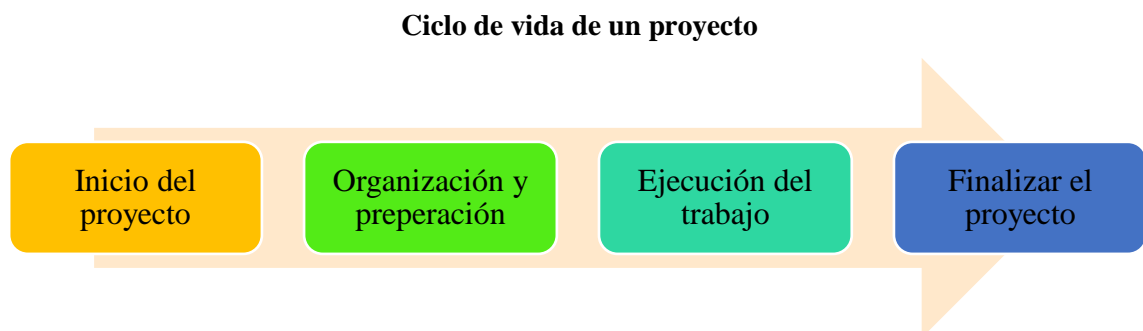 Ciclo de vida de un proyecto
Inicio del
proyecto
Organización y
preperación
Ejecución del
trabajo
Finalizar el
proyecto